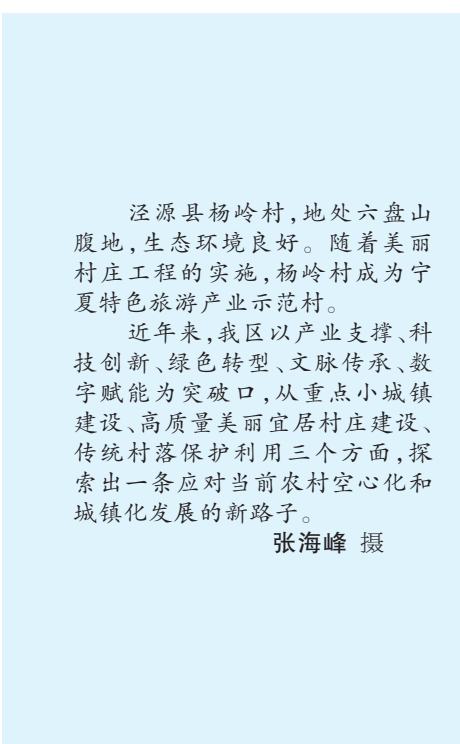 泾源县杨岭村,地处六盘山
腹地,生态环境良好。随着美丽
村庄工程的实施,杨岭村成为宁
夏特色旅游产业示范村。
近年来,我区以产业支撑、科
技创新、绿色转型、文脉传承、数
字赋能为突破口,从重点小城镇
建设、高质量美丽宜居村庄建设、
传统村落保护利用三个方面,探
索出一条应对当前农村空心化和
城镇化发展的新路子。
张海峰 摄